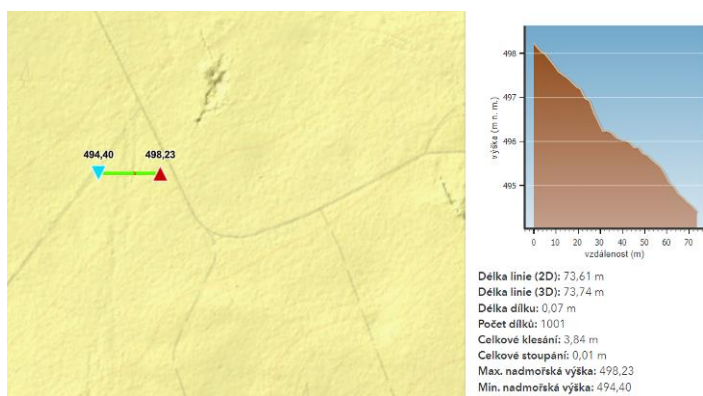 494,40
498,23
498
497
496
495
výška (m n. m.)
0
10
20
30
40
50
60
70
vzdálenost (m)
Délka linie (2D): 73,61 m
Délka linie (3D): 73,74 m
Délka dílku: 0,07 m
Počet dílků: 1001
Celkové klesání: 3,84 m
Celkové stoupání: 0,01 m
Max. nadmořská výška: 498,23
Min. nadmořská výška: 494,40